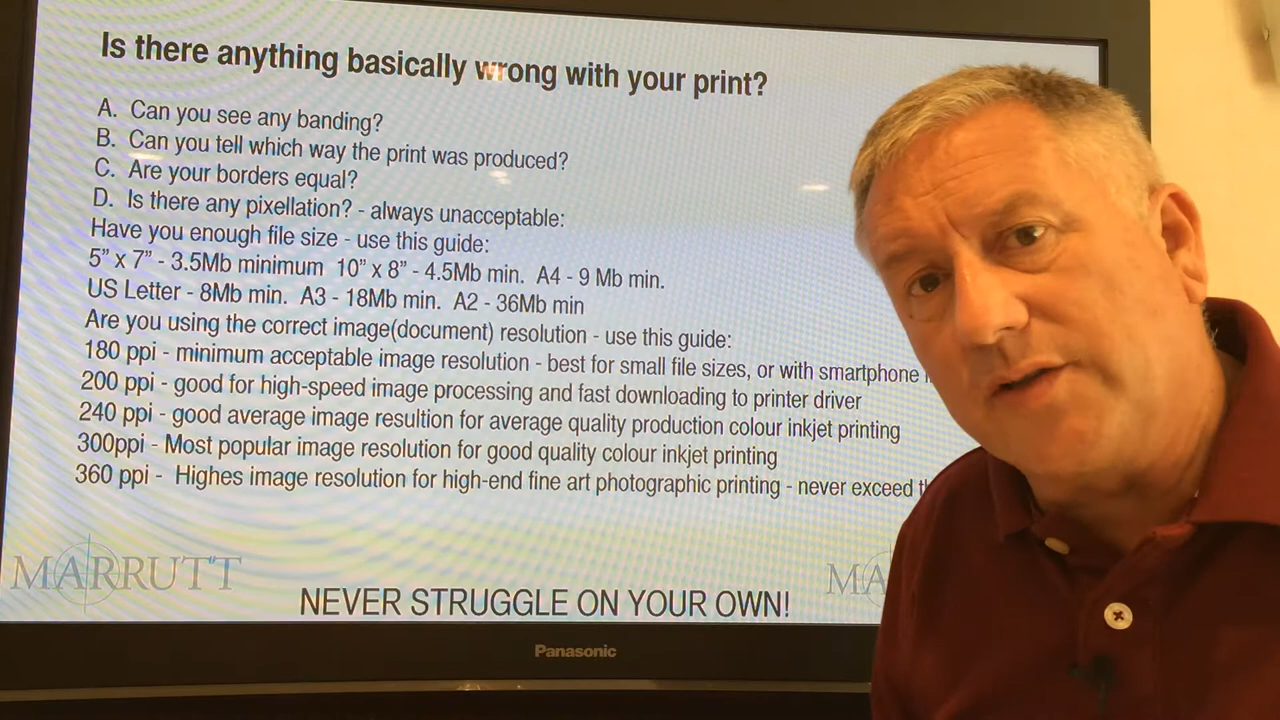 Is there anything basically wrong with your print?
A. Can you see any banding?
B. Can you tell which way the print was produced?
C. Are your borders equal?
D. Is there any pixellation? - always unacceptable:
Have you enough file size - use this guide:
5” x 7” - 3.5Mb minimum 10” x 8” - 4.5Mb min. A4 - 9 Mb min.
US Letter - 8Mb min. A3 - 18Mb min. A2 - 36Mb min
Are you using the correct image(document) resolution - use this guide:
180 ppi - minimum acceptable image resolution - best for small file sizes, or with smartphone
200 ppi - good for high-speed image processing and fast downloading to printer driver
240 ppi - good average image resultion for average quality production colour inkjet printing
300ppi - Most popular image resolution for good quality colour inkjet printing
360 ppi - Highes image resolution for high-end fine art photographic printing - never exceed
MARRUTT MA
NEVER STRUGGLE ON YOUR OWN!
Panasonic